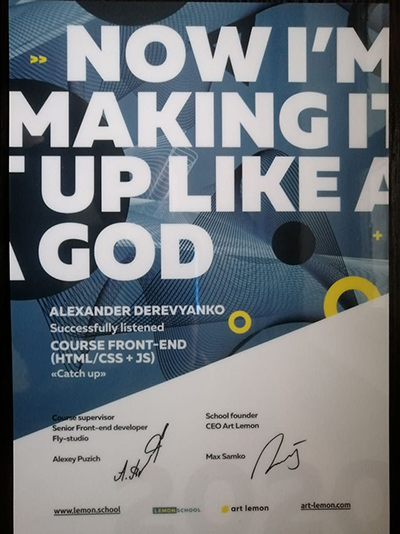 NOW I'M
MAKING IT
T UP LIKE A
A GOD
ALEXANDER DEREVYANKO
Successfully listened
COURSE FRONT-END
(HTML/CSS + JS)
«Catch up»
Course supervisor
Senior Front-end developer
Fly-studio
Alexey Puzich
School founder
CEO Art Lemon
Max Samko
www.lemon.school
LEMON SCHOOL
art lemon
art-lemon.com